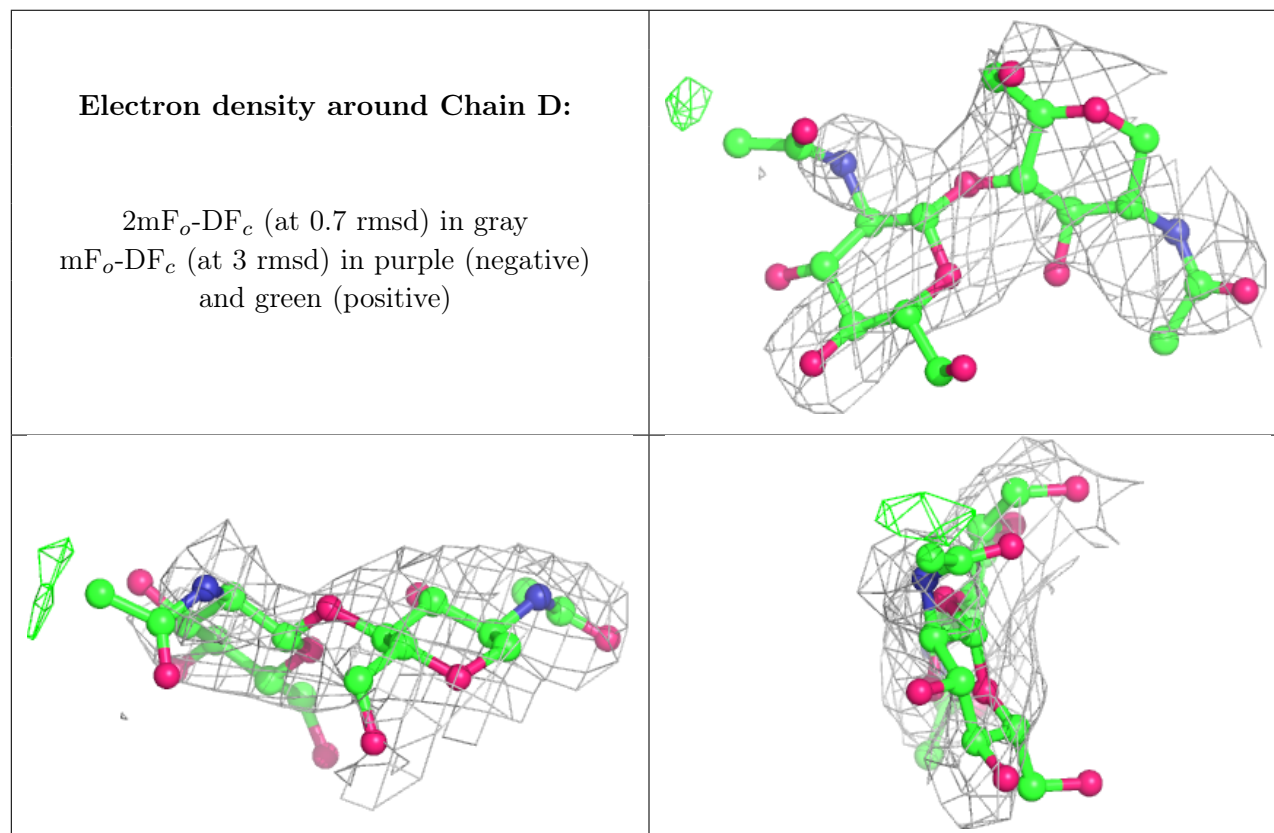 Electron density around Chain D:
2mFₒ-DF𝒸 (at 0.7 rmsd) in gray
mFₒ-DF𝒸 (at 3 rmsd) in purple (negative)
and green (positive)